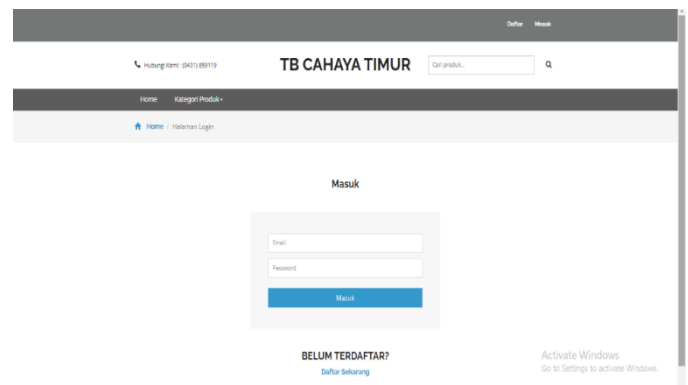 Daftar Masuk
Hubungi Kami : (0431) 859119
TB CAHAYA TIMUR
Cari produk...
Home Kategori Produk
Home / Halaman Login
Masuk
Email
Password
Masuk
BELUM TERDAFTAR?
Daftar Sekarang
Activate Windows
Go to Settings to activate Windows.